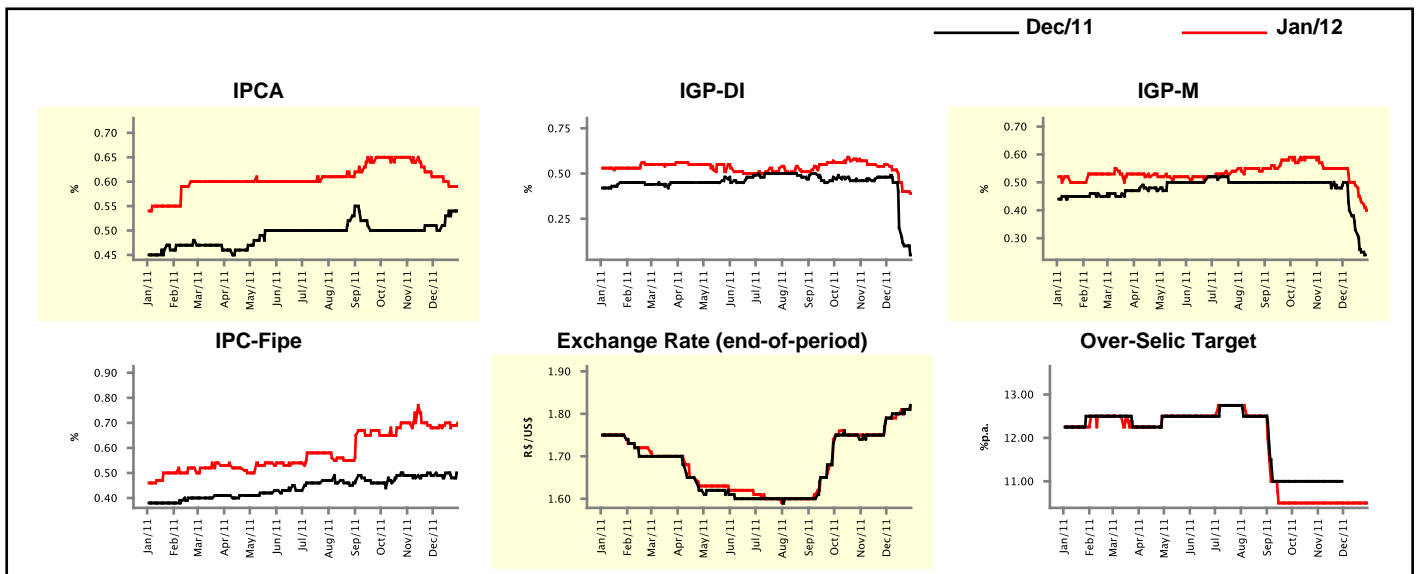 Dec/11 Jan/12
IPCA
0.70
0.65
0.60
0.55
0.50
0.45
%
Jan/11 Feb/11 Mar/11 Apr/11 May/11 Jun/11 Jul/11 Aug/11 Sep/11 Oct/11 Nov/11 Dec/11
IGP-DI
0.75
0.50
0.25
%
Jan/11 Feb/11 Mar/11 Apr/11 May/11 Jun/11 Jul/11 Aug/11 Sep/11 Oct/11 Nov/11 Dec/11
IGP-M
0.70
0.60
0.50
0.40
0.30
%
Jan/11 Feb/11 Mar/11 Apr/11 May/11 Jun/11 Jul/11 Aug/11 Sep/11 Oct/11 Nov/11 Dec/11
IPC-Fipe
0.90
0.80
0.70
0.60
0.50
0.40
%
Jan/11 Feb/11 Mar/11 Apr/11 May/11 Jun/11 Jul/11 Aug/11 Sep/11 Oct/11 Nov/11 Dec/11
Exchange Rate (end-of-period)
1.90
1.80
1.70
1.60
R$/US$
Jan/11 Feb/11 Mar/11 Apr/11 May/11 Jun/11 Jul/11 Aug/11 Sep/11 Oct/11 Nov/11 Dec/11
Over-Selic Target
13.00
12.00
11.00
%p.a.
Jan/11 Feb/11 Mar/11 Apr/11 May/11 Jun/11 Jul/11 Aug/11 Sep/11 Oct/11 Nov/11 Dec/11